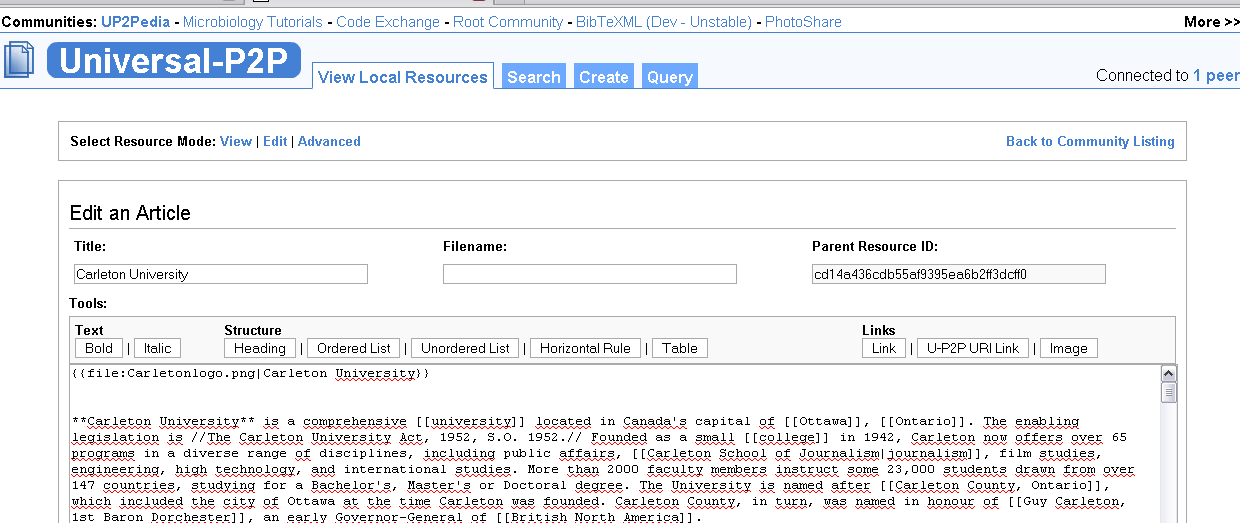 Communities: UP2Pedia - Microbiology Tutorials - Code Exchange - Root Community - BibTeXML (Dev - Unstable) - PhotoShare More >>
Universal-P2P View Local Resources Search Create Query Connected to 1 peer
Select Resource Mode: View | Edit | Advanced Back to Community Listing
Edit an Article
Title: Filename: Parent Resource ID:
Carleton University cd14a436cdb55af9395ea6b2ff3dcff0
Tools:
Text Structure Links
Bold | Italic Heading | Ordered List | Unordered List | Horizontal Rule | Table Link | U-P2P URI Link | Image
{{file:Carletonlogo.png|Carleton University}}
**Carleton University** is a comprehensive [[university]] located in Canada's capital of [[Ottawa]], [[Ontario]]. The enabling
legislation is //The Carleton University Act, 1952, S.O. 1952.// Founded as a small [[college]] in 1942, Carleton now offers over 65
programs in a diverse range of disciplines, including public affairs, [[Carleton School of Journalism|journalism]], film studies,
engineering, high technology, and international studies. More than 2000 faculty members instruct some 23,000 students drawn from over
147 countries, studying for a Bachelor's, Master's or Doctoral degree. The University is named after [[Carleton County, Ontario]],
which included the city of Ottawa at the time Carleton was founded. Carleton County, in turn, was named in honour of [[Guy Carleton,
1st Baron Dorchester]], an early Governor-General of [[British North America]].